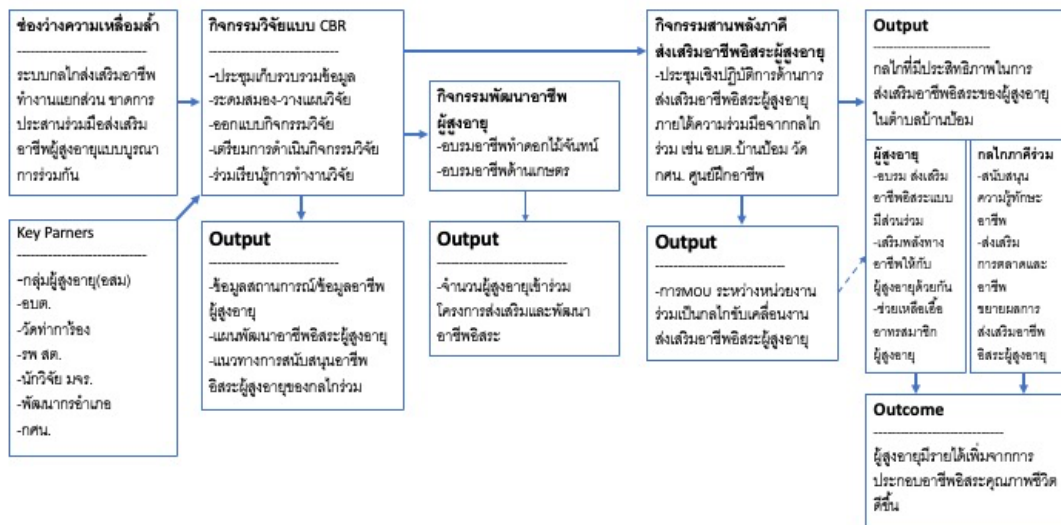 ช่องว่างความเหลื่อมล้ำ
----------------------------
ระบบกลไกส่งเสริมอาชีพ
ทำงานแยกส่วน ขาดการ
ประสานร่วมมือส่งเสริม
อาชีพผู้สูงอายุแบบบูรณา
การร่วมกัน
Key Parners
----------------------------
-กลุ่มผู้สูงอายุ(อสม)
-อบต.
-วัดท่าการ้อง
-รพ สต.
-นักวิจัย มจร.
-พัฒนากรอำเภอ
-กศน.
กิจกรรมวิจัยแบบ CBR
----------------------------
-ประชุมเก็บรวบรวมข้อมูล
-ระดมสมอง-วางแผนวิจัย
-ออกแบบกิจกรรมวิจัย
-เตรียมการดำเนินกิจกรรมวิจัย
-ร่วมเรียนรู้การทำงานวิจัย
Output
----------------------------
-ข้อมูลสถานการณ์/ข้อมูลอาชีพ
ผู้สูงอายุ
-แผนพัฒนาอาชีพอิสระผู้สูงอายุ
-แนวทางการสนับสนุนอาชีพ
อิสระผู้สูงอายุของกลไกร่วม
กิจกรรมพัฒนาอาชีพ
ผู้สูงอายุ
-อบรมอาชีพทำดอกไม้จันทน์
-อบรมอาชีพด้านเกษตร
Output
----------------------------
-จำนวนผู้สูงอายุเข้าร่วม
โครงการส่งเสริมและพัฒนา
อาชีพอิสระ
กิจกรรมสานพลังภาคี
ส่งเสริมอาชีพอิสระผู้สูงอายุ
-ประชุมเชิงปฏิบัติการด้านการ
ส่งเสริมอาชีพอิสระผู้สูงอายุ
ภายใต้ความร่วมมือจากกลไก
ร่วม เช่น อบต.บ้านป้อม วัด
กศน. ศูนย์ฝึกอาชีพ
Output
----------------------------
-การMOU ระหว่างหน่วยงาน
ร่วมเป็นกลไกขับเคลื่อนงาน
ส่งเสริมอาชีพอิสระผู้สูงอายุ
Output
-------------------------
กลไกที่มีประสิทธิภาพในการ
ส่งเสริมอาชีพอิสระของผู้สูงอายุ
ในตำบลบ้านป้อม
ผู้สูงอายุ
-อบรม ส่งเสริม
อาชีพอิสระแบบ
มีส่วนร่วม
-เสริมพลังทาง
อาชีพให้กับ
ผู้สูงอายุด้วยกัน
-ช่วยเหลือเอื้อ
อาทรสมาชิก
ผู้สูงอายุ
กลไกภาคีร่วม
-สนับสนุน
ความรู้ทักษะ
อาชีพ
-ส่งเสริม
การตลาดและ
อาชีพ
ขยายผลการ
ส่งเสริมอาชีพ
อิสระผู้สูงอายุ
Outcome
----------------------------
ผู้สูงอายุมีรายได้เพิ่มจากการ
ประกอบอาชีพอิสระคุณภาพชีวิต
ดีขึ้น